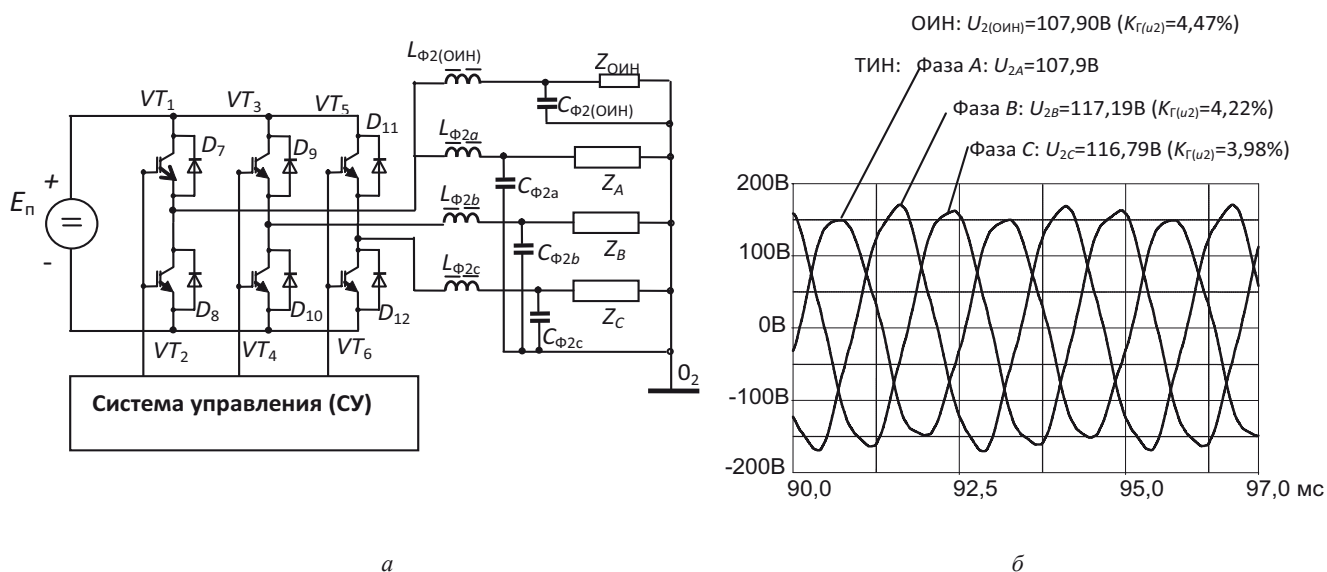 ОИН: U2(ОИН)=107,90В (KГ(u2)=4,47%)
ТИН: Фаза A: U2A=107,9В
Фаза B: U2B=117,19В (KГ(u2)=4,22%)
Фаза C: U2C=116,79В (KГ(u2)=3,98%)
LФ2(ОИН)
ZОИН
CФ2(ОИН)
VT1
VT3
VT5
D11
D7
D9
LФ2a
CФ2a
ZA
+
Eп
-
LФ2b
CФ2b
ZB
LФ2c
CФ2c
ZC
D8
D10
D12
VT2
VT4
VT6
02
Система управления (СУ)
200В
100В
0В
-100В
-200В
90,0
92,5
95,0
97,0 мс
а
б